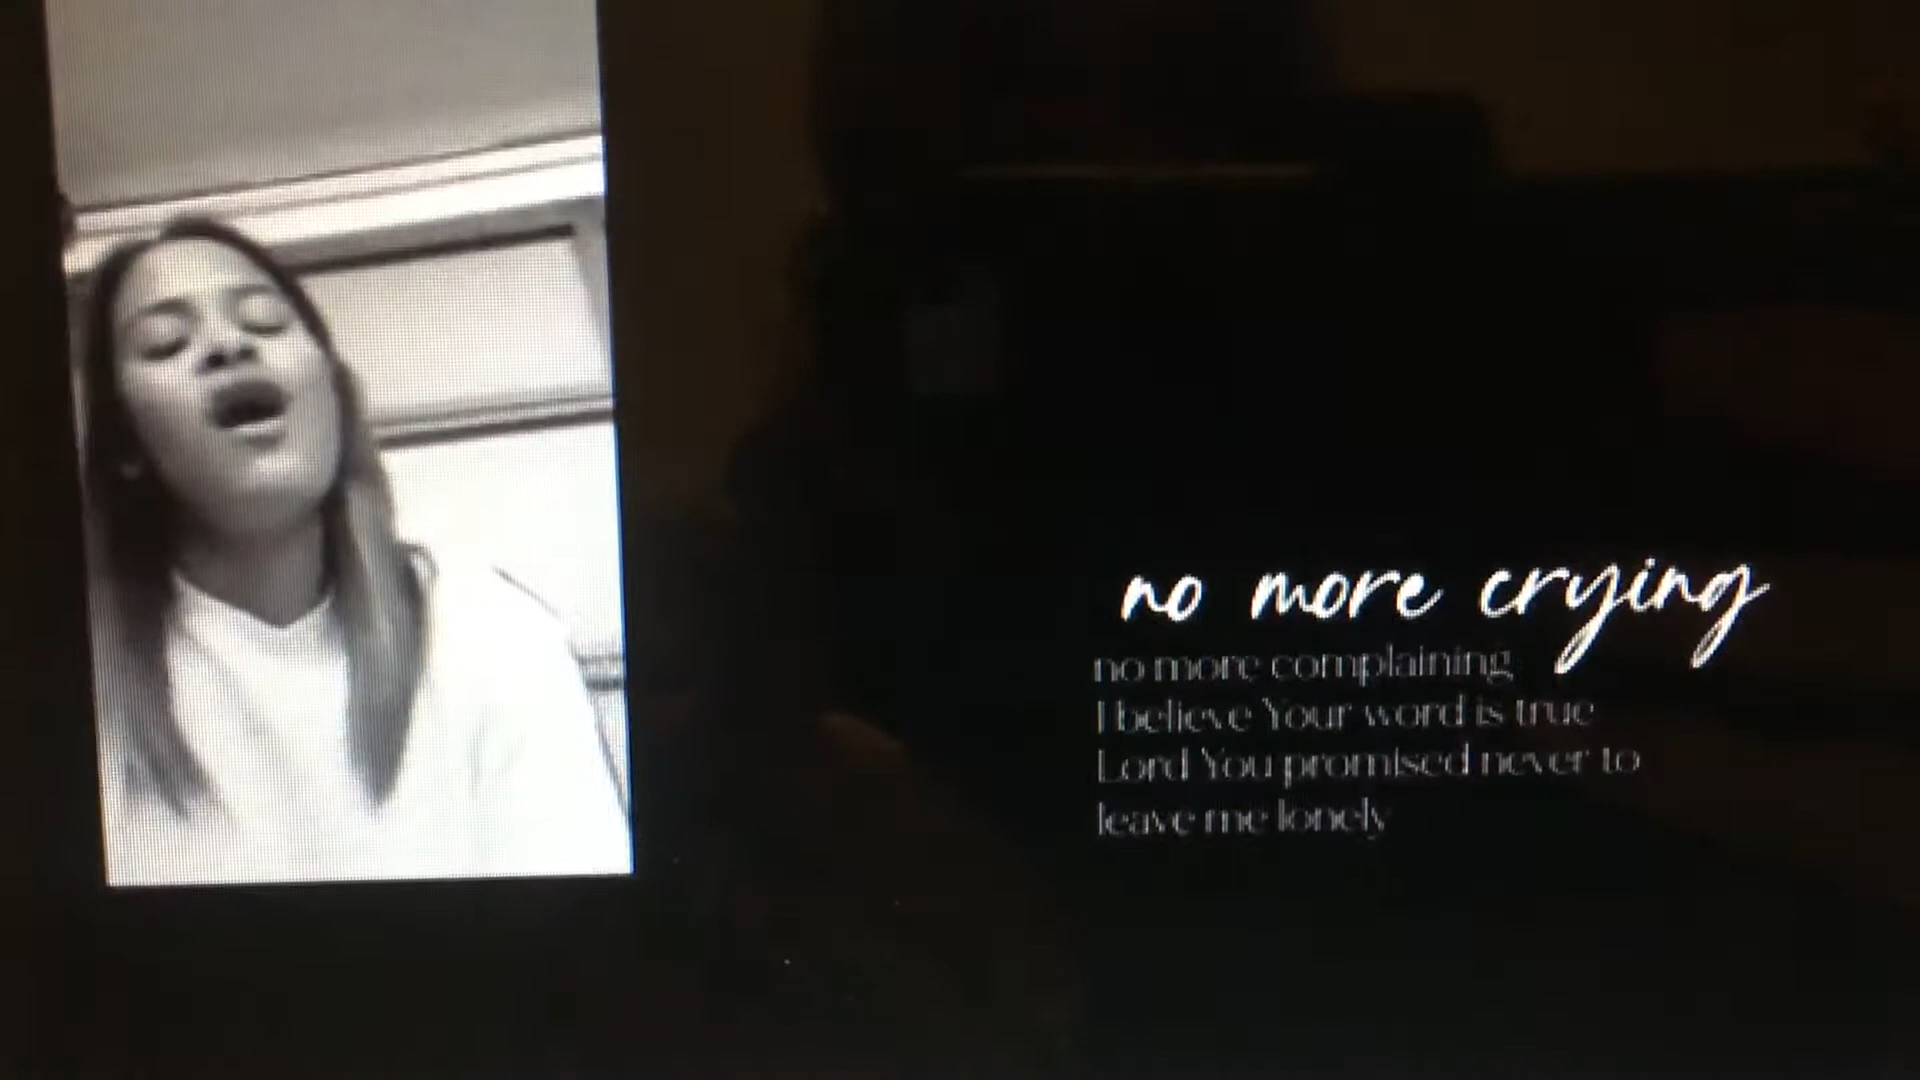 no more crying
no more complaining
I believe Your word is true
Lord You promised never to
leave me lonely